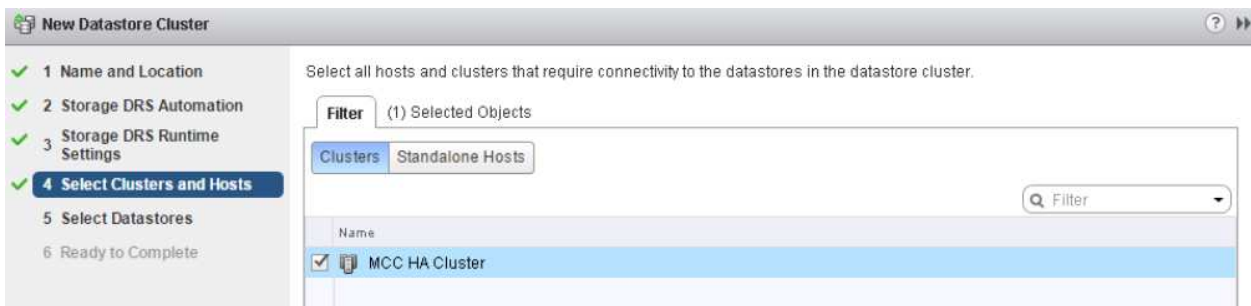 New Datastore Cluster
?
1 Name and Location
2 Storage DRS Automation
3 Storage DRS Runtime
Settings
4 Select Clusters and Hosts
5 Select Datastores
6 Ready to Complete
Select all hosts and clusters that require connectivity to the datastores in the datastore cluster.
Filter (1) Selected Objects
Clusters Standalone Hosts
Filter
Name
MCC HA Cluster